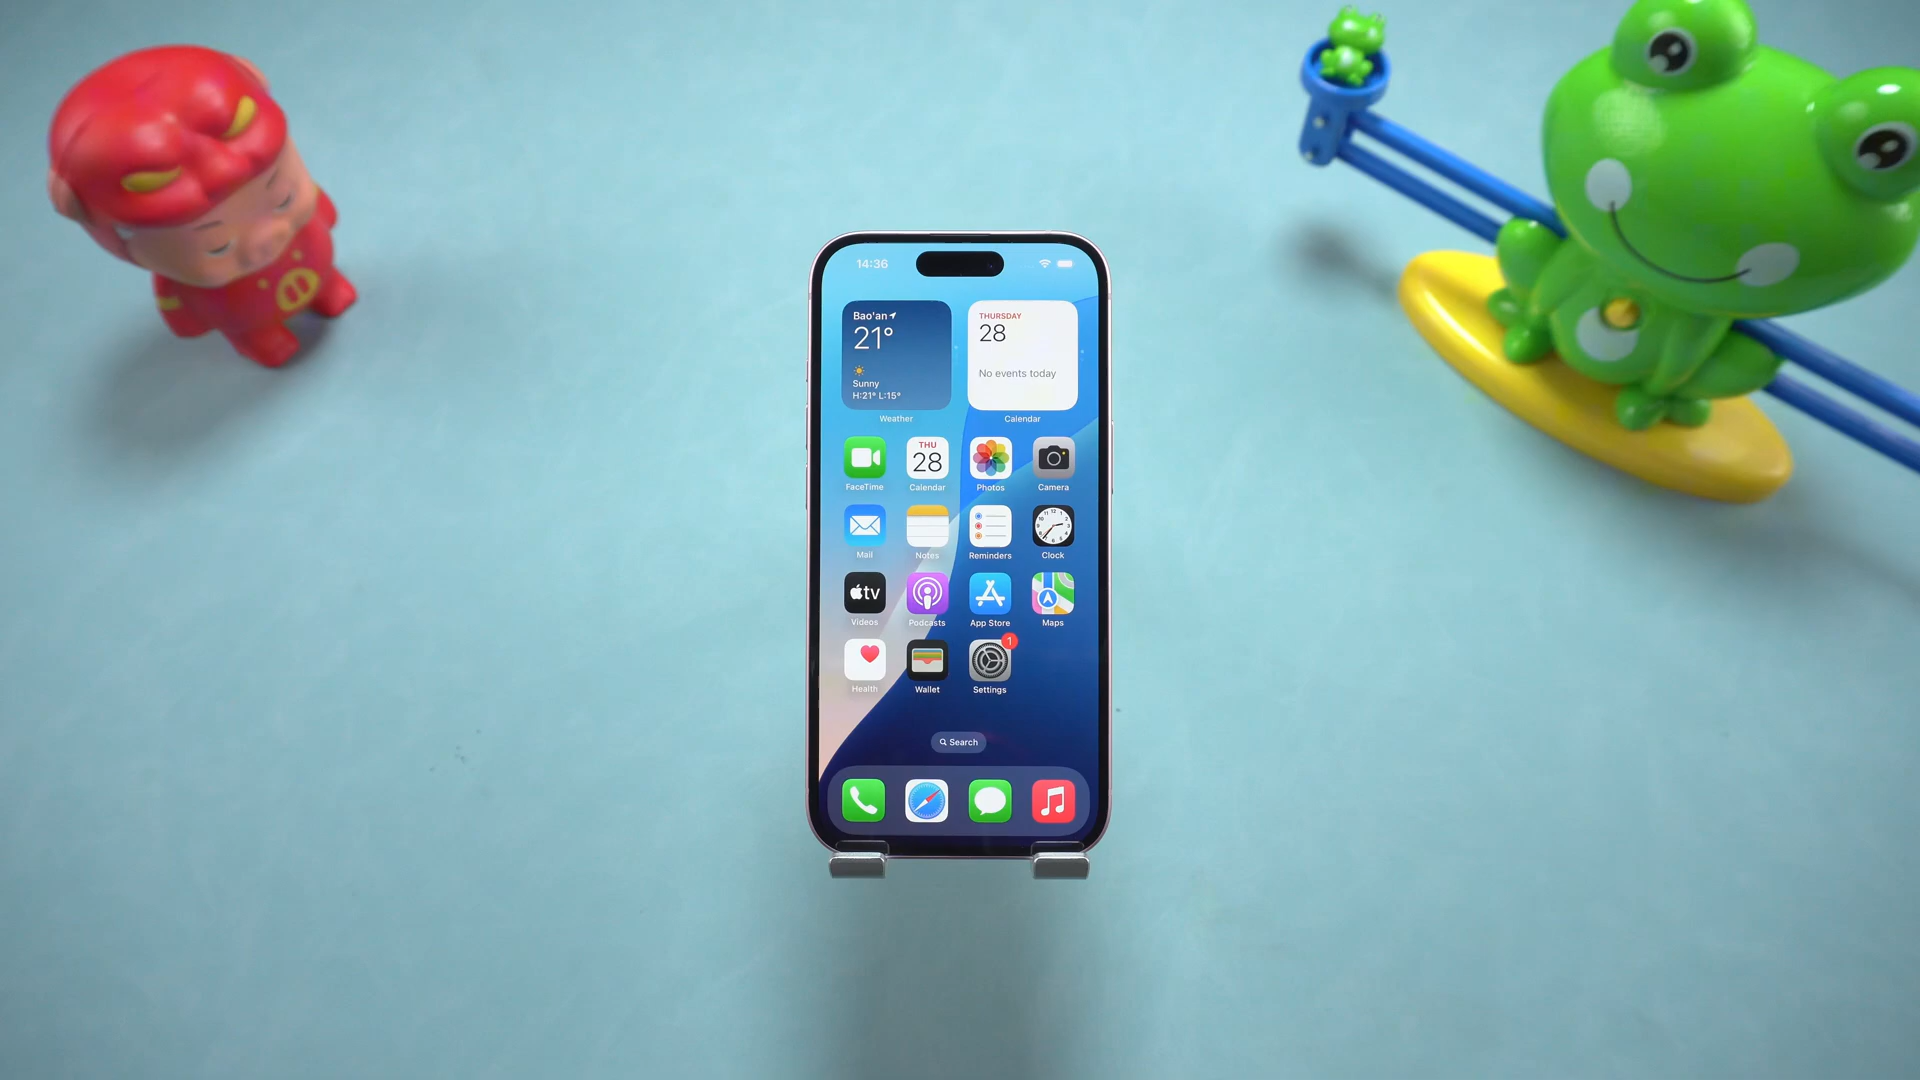 14:36
Bao'an
21°
Sunny
H:21° L:15°
Weather
THURSDAY
28
No events today
Calendar
FaceTime
THU
28
Calendar
Photos
Camera
Mail
Notes
Reminders
Clock
tv
Videos
Podcasts
App Store
Maps
Health
Wallet
1
Settings
Search